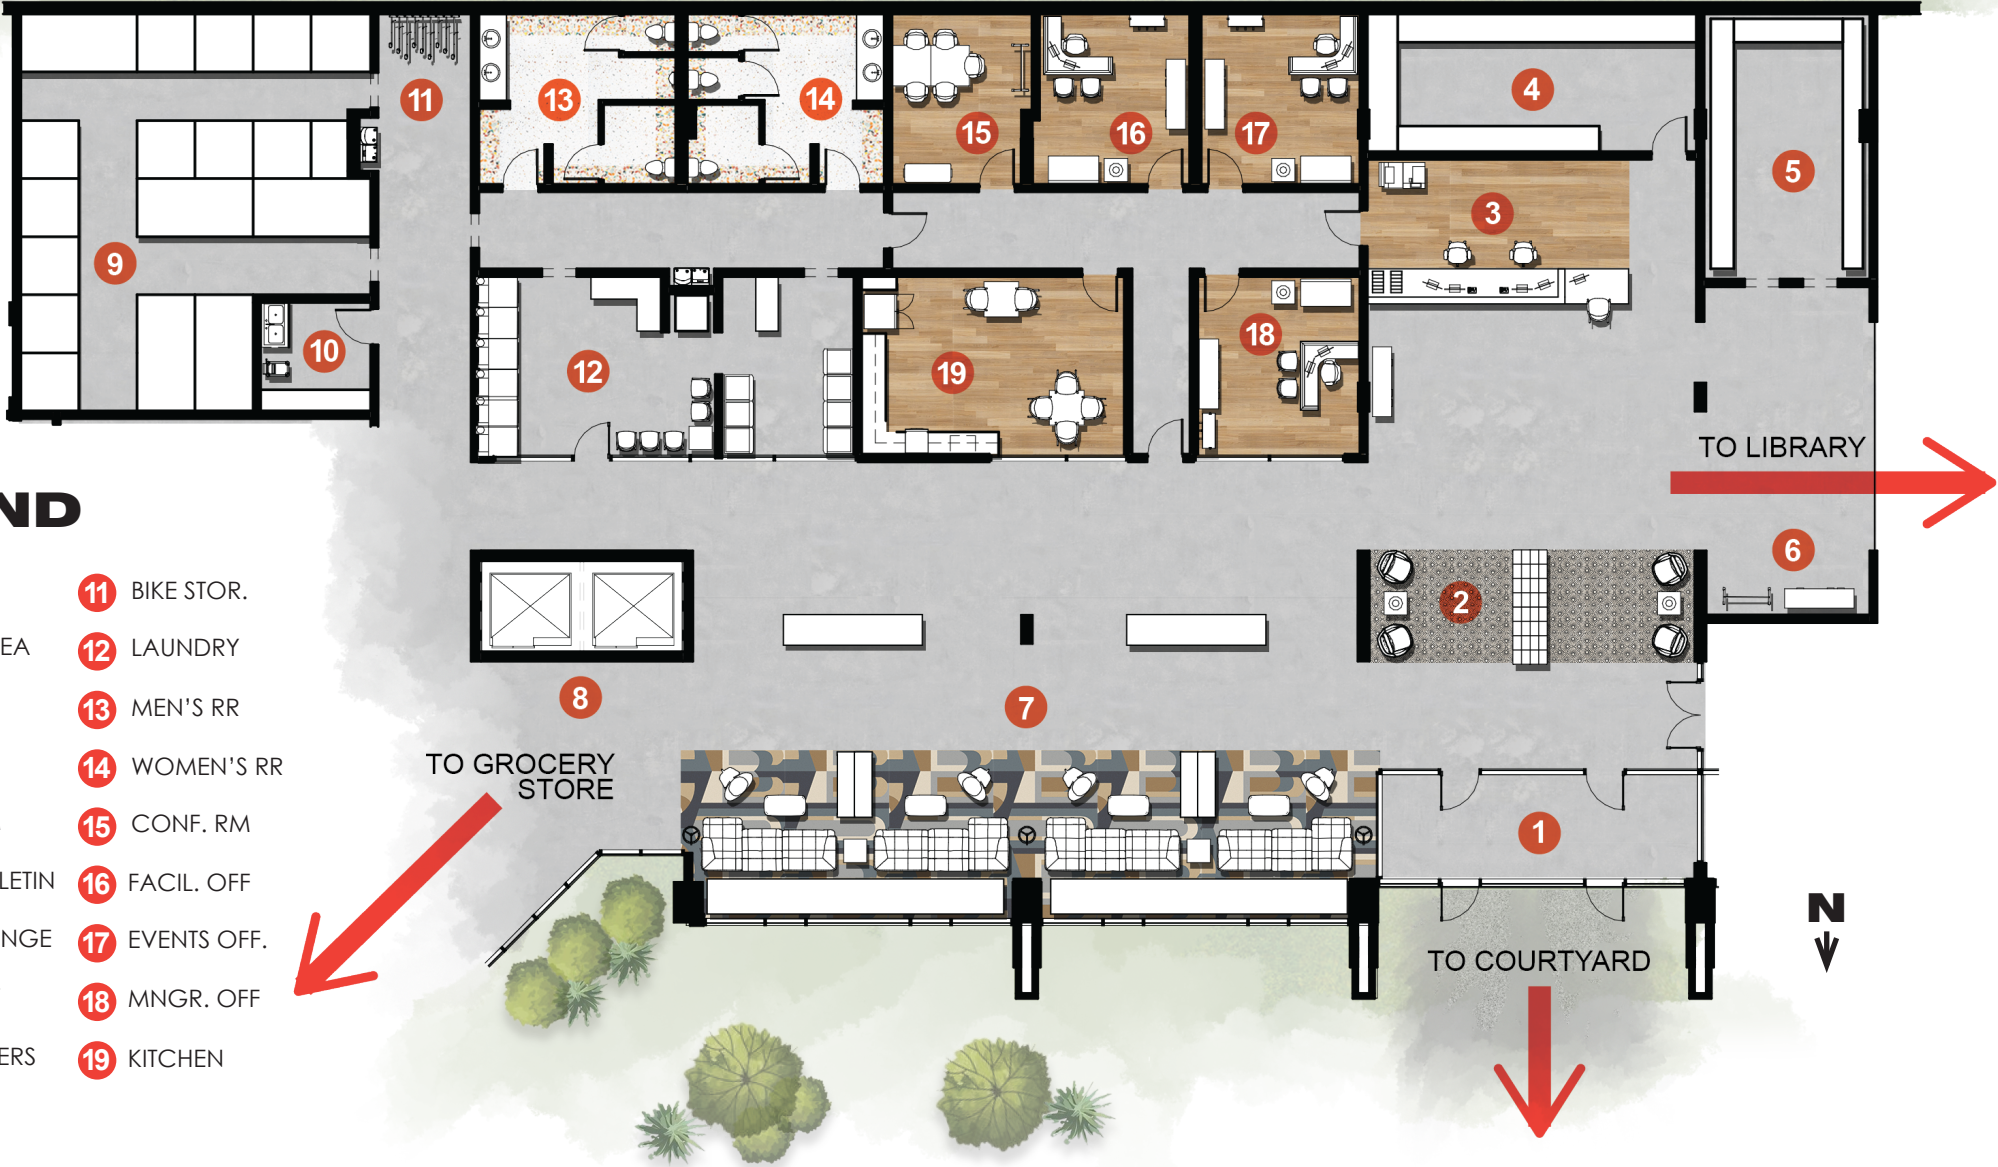 11
13
14
15
16
17
4
5
3
9
10
12
19
18
TO LIBRARY
6
2
8
7
TO GROCERY
STORE
1
TO COURTYARD
N
ND
11 BIKE STOR.
EA
12 LAUNDRY
13 MEN'S RR
14 WOMEN'S RR
15 CONF. RM
LETIN
16 FACIL. OFF
NGE
17 EVENTS OFF.
18 MNGR. OFF
ERS
19 KITCHEN